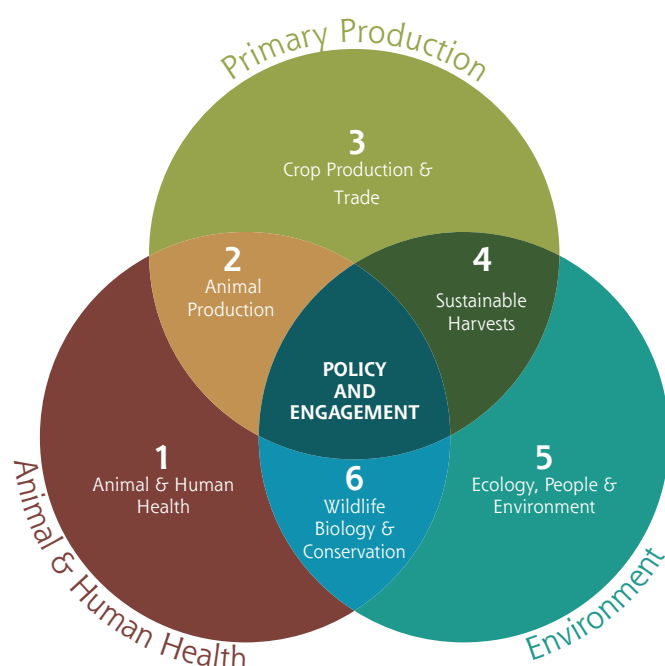 Primary Production
3
Crop Production &
Trade
2
Animal
Production
4
Sustainable
Harvests
POLICY
AND
ENGAGEMENT
1
Animal & Human
Health
5
Ecology, People &
Environment
6
Wildlife
Biology &
Conservation
Animal & Human Health
Environment